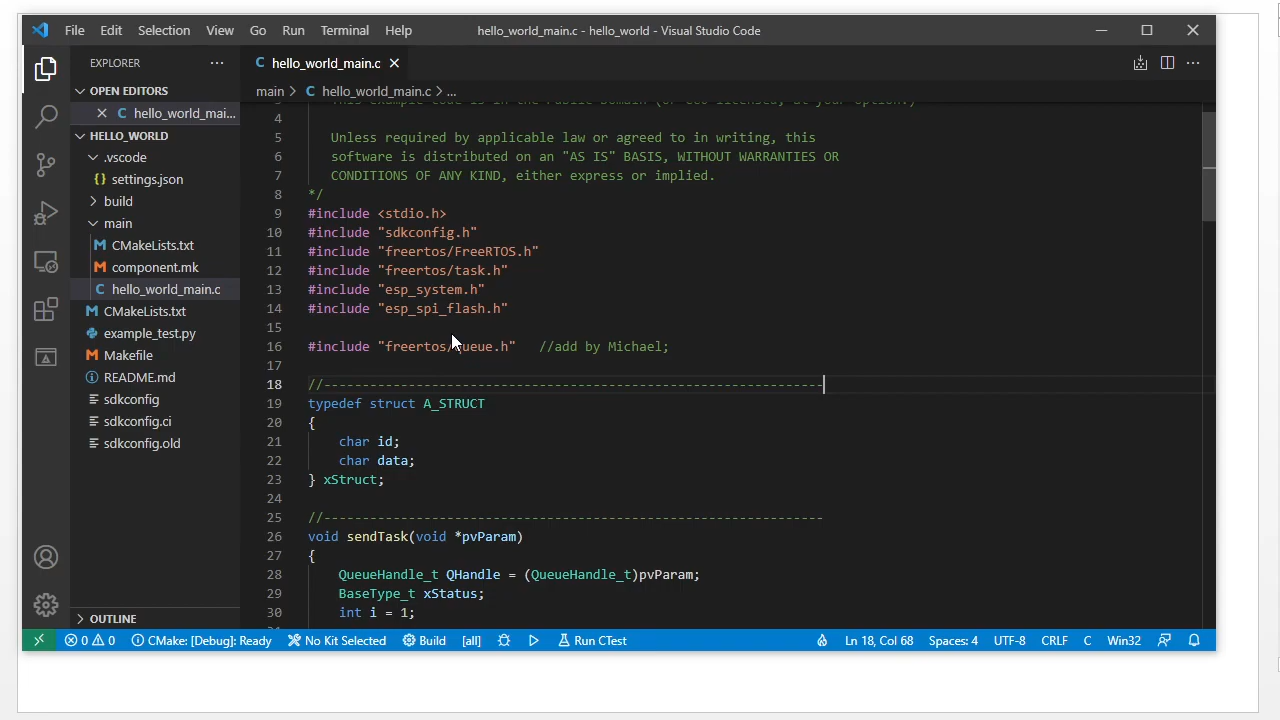 File Edit Selection View Go Run Terminal Help
hello_world_main.c - hello_world - Visual Studio Code
EXPLORER
OPEN EDITORS
hello_world_mai...
HELLO_WORLD
.vscode
settings.json
build
main
CMakeLists.txt
component.mk
hello_world_main.c
CMakeLists.txt
example_test.py
Makefile
README.md
sdkconfig
sdkconfig.ci
sdkconfig.old
OUTLINE
hello_world_main.c
main > hello_world_main.c > ...
4
5 Unless required by applicable law or agreed to in writing, this
6 software is distributed on an "AS IS" BASIS, WITHOUT WARRANTIES OR
7 CONDITIONS OF ANY KIND, either express or implied.
8 */
9 #include <stdio.h>
10 #include "sdkconfig.h"
11 #include "freertos/FreeRTOS.h"
12 #include "freertos/task.h"
13 #include "esp_system.h"
14 #include "esp_spi_flash.h"
15
16 #include "freertos/queue.h" //add by Michael;
17
18 //-----------------------------------------------------------------
19 typedef struct A_STRUCT
20 {
21 char id;
22 char data;
23 } xStruct;
24
25 //-----------------------------------------------------------------
26 void sendTask(void *pvParam)
27 {
28 QueueHandle_t QHandle = (QueueHandle_t)pvParam;
29 BaseType_t xStatus;
30 int i = 1;
0 0 CMake: [Debug]: Ready No Kit Selected Build [all] Run CTest Ln 18, Col 68 Spaces: 4 UTF-8 CRLF C Win32